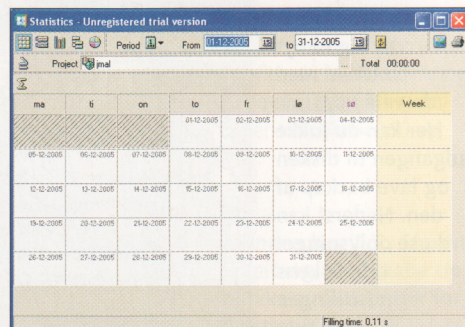 Statistics - Unregistered trial version
Period 1 From 01-12-2005 15 to 31-12-2005 15
Project jmal ... Total 00:00:00
Σ
ma ti on to fr lø sø Week
01-12-2005 02-12-2005 03-12-2005 04-12-2005
05-12-2005 06-12-2005 07-12-2005 08-12-2005 09-12-2005 10-12-2005 11-12-2005
12-12-2005 13-12-2005 14-12-2005 15-12-2005 16-12-2005 17-12-2005 18-12-2005
19-12-2005 20-12-2005 21-12-2005 22-12-2005 23-12-2005 24-12-2005 25-12-2005
26-12-2005 27-12-2005 28-12-2005 29-12-2005 30-12-2005 31-12-2005
Filling time: 0,11 s